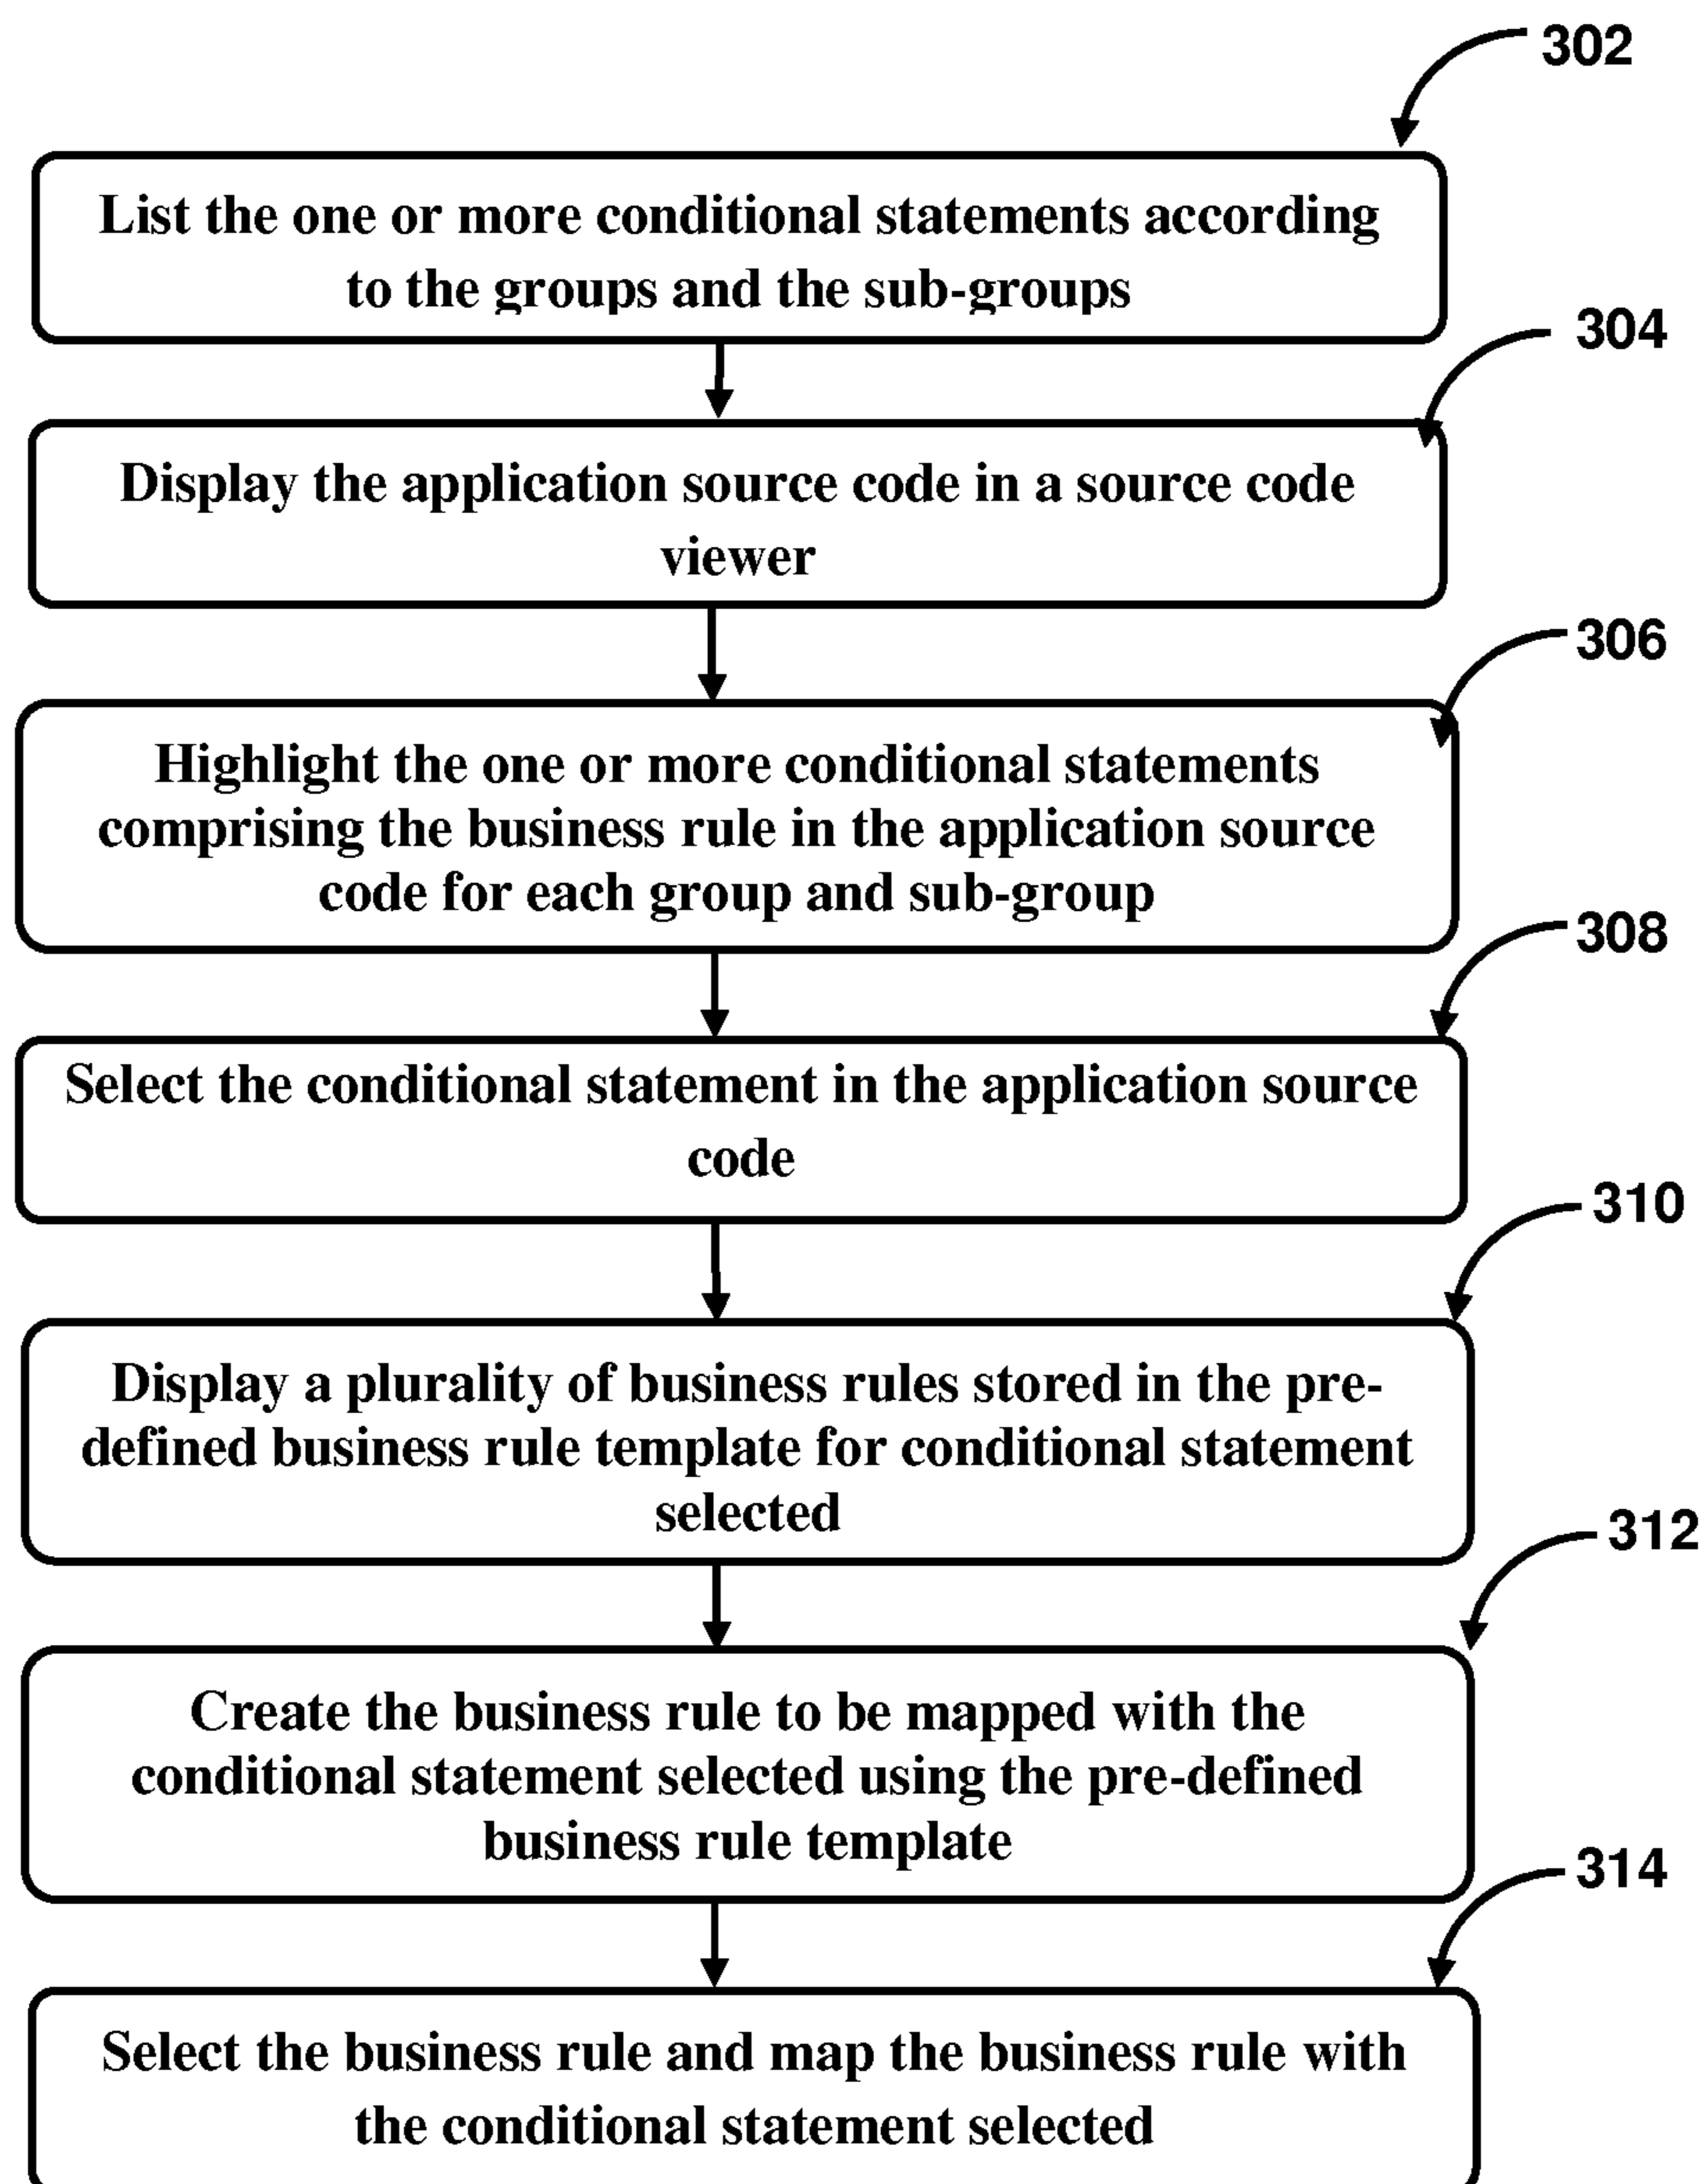 302
List the one or more conditional statements according
to the groups and the sub-groups
304
Display the application source code in a source code
viewer
306
Highlight the one or more conditional statements
comprising the business rule in the application source
code for each group and sub-group
308
Select the conditional statement in the application source
code
310
Display a plurality of business rules stored in the pre-
defined business rule template for conditional statement
selected
312
Create the business rule to be mapped with the
conditional statement selected using the pre-defined
business rule template
314
Select the business rule and map the business rule with
the conditional statement selected